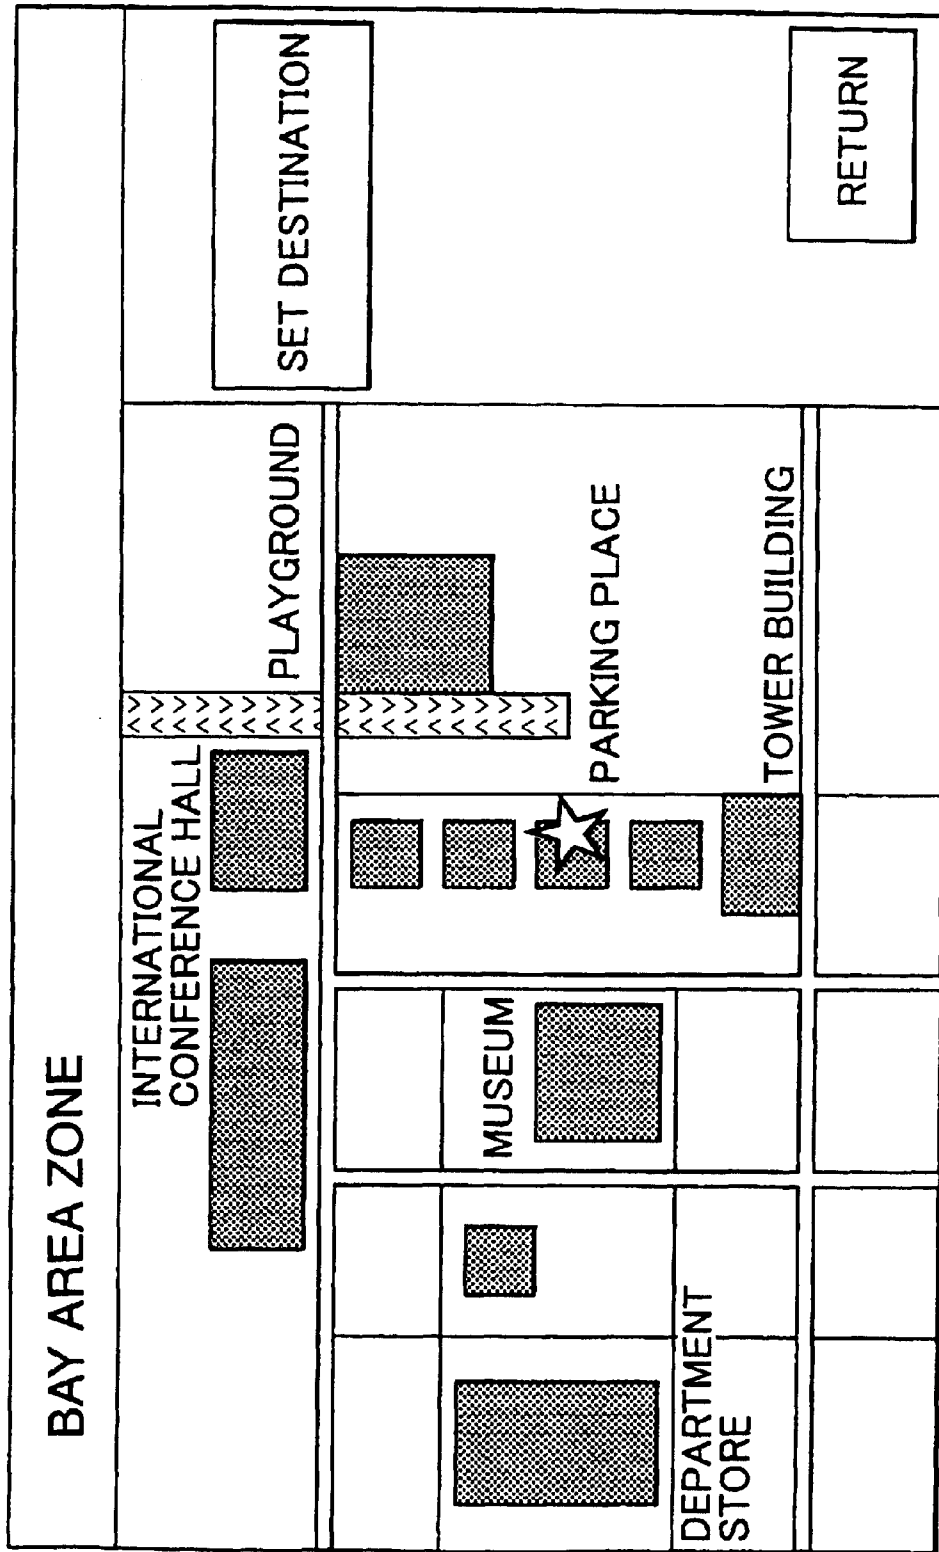 BAY AREA ZONE
INTERNATIONAL
CONFERENCE HALL
PLAYGROUND
SET DESTINATION
MUSEUM
PARKING PLACE
DEPARTMENT
STORE
TOWER BUILDING
RETURN